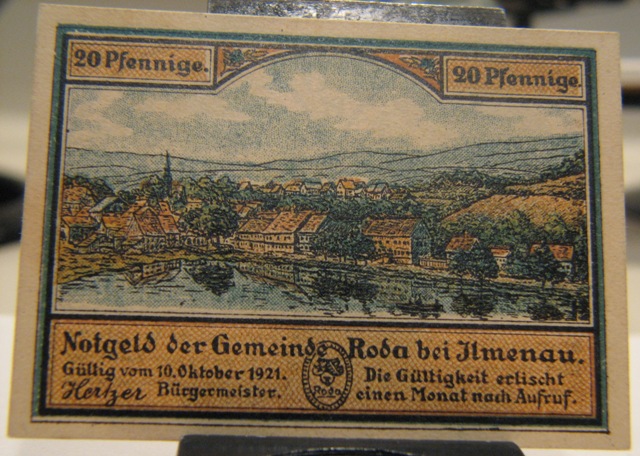 20 Pfennige.
20 Pfennige.
Notgeld der Gemeinde Roda bei Ilmenau.
Gültig vom 10. Oktober 1921.
Hertzer Bürgermeister.
Roda
Die Gültigkeit erlischt
einen Monat nach Aufruf.